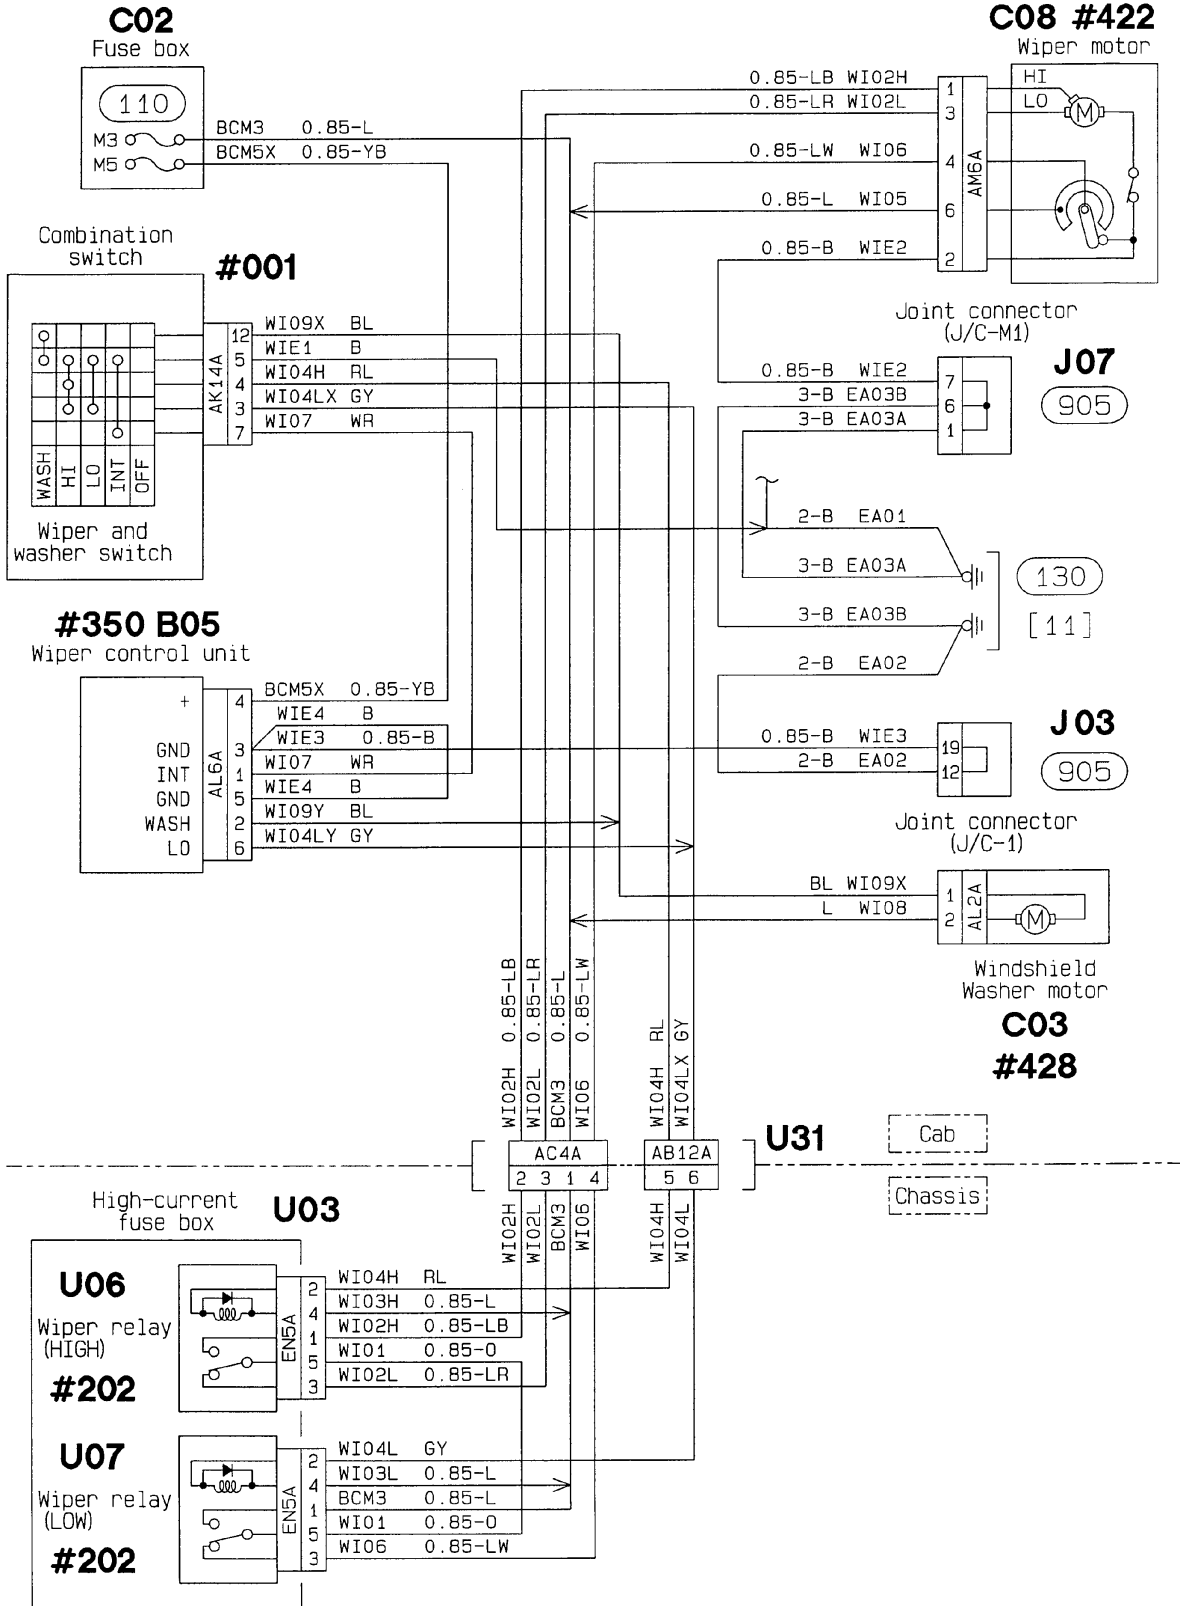 C02
Fuse box
110
M3
M5
BCM3 0.85-L
BCM5X 0.85-YB
C08 #422
Wiper motor
0.85-LB WI02H 1 HI
0.85-LR WI02L 3 LO
M
0.85-LW WI06 4
AM6A
0.85-L WI05 6
0.85-B WIE2 2
Combination
switch
#001
WI09X BL
WIE1 B
WI04H RL
WI04LX GY
WI07 WR
12
5
4
3
7
AK14A
WASH
HI
LO
INT
OFF
Wiper and
washer switch
Joint connector
(J/C-M1)
J07
905
0.85-B WIE2 7
3-B EA03B 6
3-B EA03A 1
2-B EA01
3-B EA03A
130
3-B EA03B
[11]
2-B EA02
#350 B05
Wiper control unit
+ 4 BCM5X 0.85-YB
WIE4 B
WIE3 0.85-B
GND 3
INT 1 WI07 WR
GND 5 WIE4 B
WASH 2 WI09Y BL
LO 6 WI04LY GY
AL6A
0.85-B WIE3 19
2-B EA02 12
J03
905
Joint connector
(J/C-1)
BL WI09X 1
L WI08 2
AL2A
M
Windshield
Washer motor
C03
#428
WI02H 0.85-LB
WI02L 0.85-LR
BCM3 0.85-L
WI06 0.85-LW
WI04H RL
WI04LX GY
AC4A
2 3 1 4
AB12A
5 6
U31
Cab
Chassis
WI02H
WI02L
BCM3
WI06
WI04H
WI04L
High-current
fuse box
U03
U06
Wiper relay
(HIGH)
#202
EN5A
2 WI04H RL
4 WI03H 0.85-L
1 WI02H 0.85-LB
5 WI01 0.85-O
3 WI02L 0.85-LR
U07
Wiper relay
(LOW)
#202
EN5A
2 WI04L GY
4 WI03L 0.85-L
1 BCM3 0.85-L
5 WI01 0.85-O
3 WI06 0.85-LW